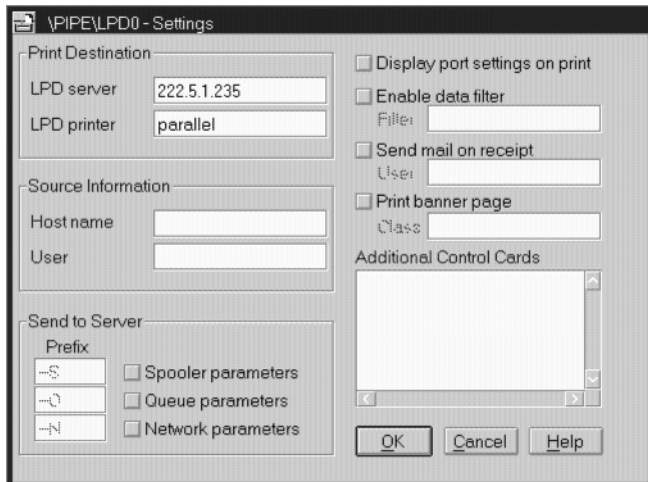 \PIPE\LPD0 - Settings
Print Destination
LPD server 222.5.1.235
LPD printer parallel
Source Information
Host name
User
Send to Server
Prefix
--S Spooler parameters
--O Queue parameters
--N Network parameters
Display port settings on print
Enable data filter
Filter
Send mail on receipt
User
Print banner page
Class
Additional Control Cards
OK Cancel Help